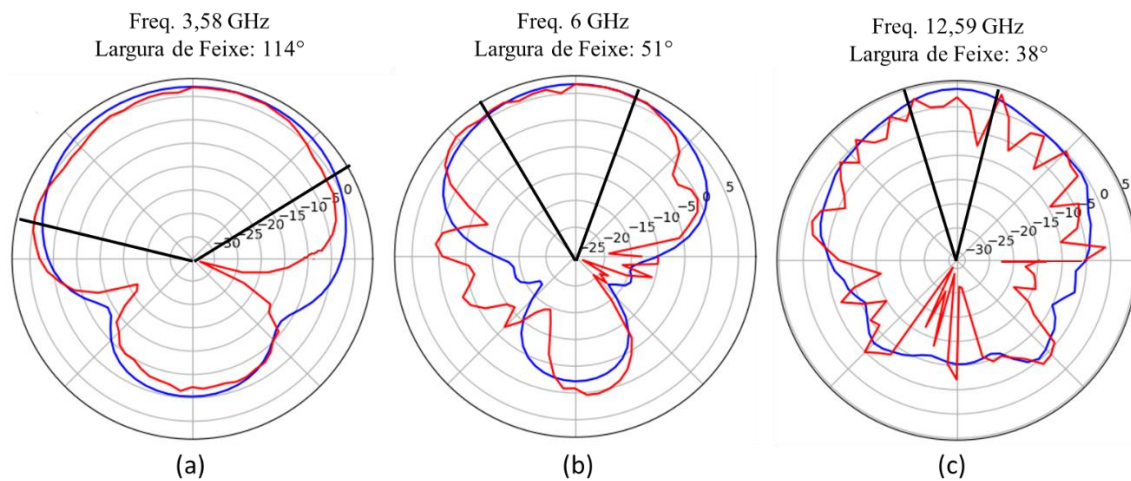 Freq. 3,58 GHz
Largura de Feixe: 114°
Freq. 6 GHz
Largura de Feixe: 51°
Freq. 12,59 GHz
Largura de Feixe: 38°
0
-5
-10
-15
-20
-25
-30
5
0
-5
-10
-15
-20
-25
5
0
-5
-10
-15
-20
-25
-30
(a)
(b)
(c)